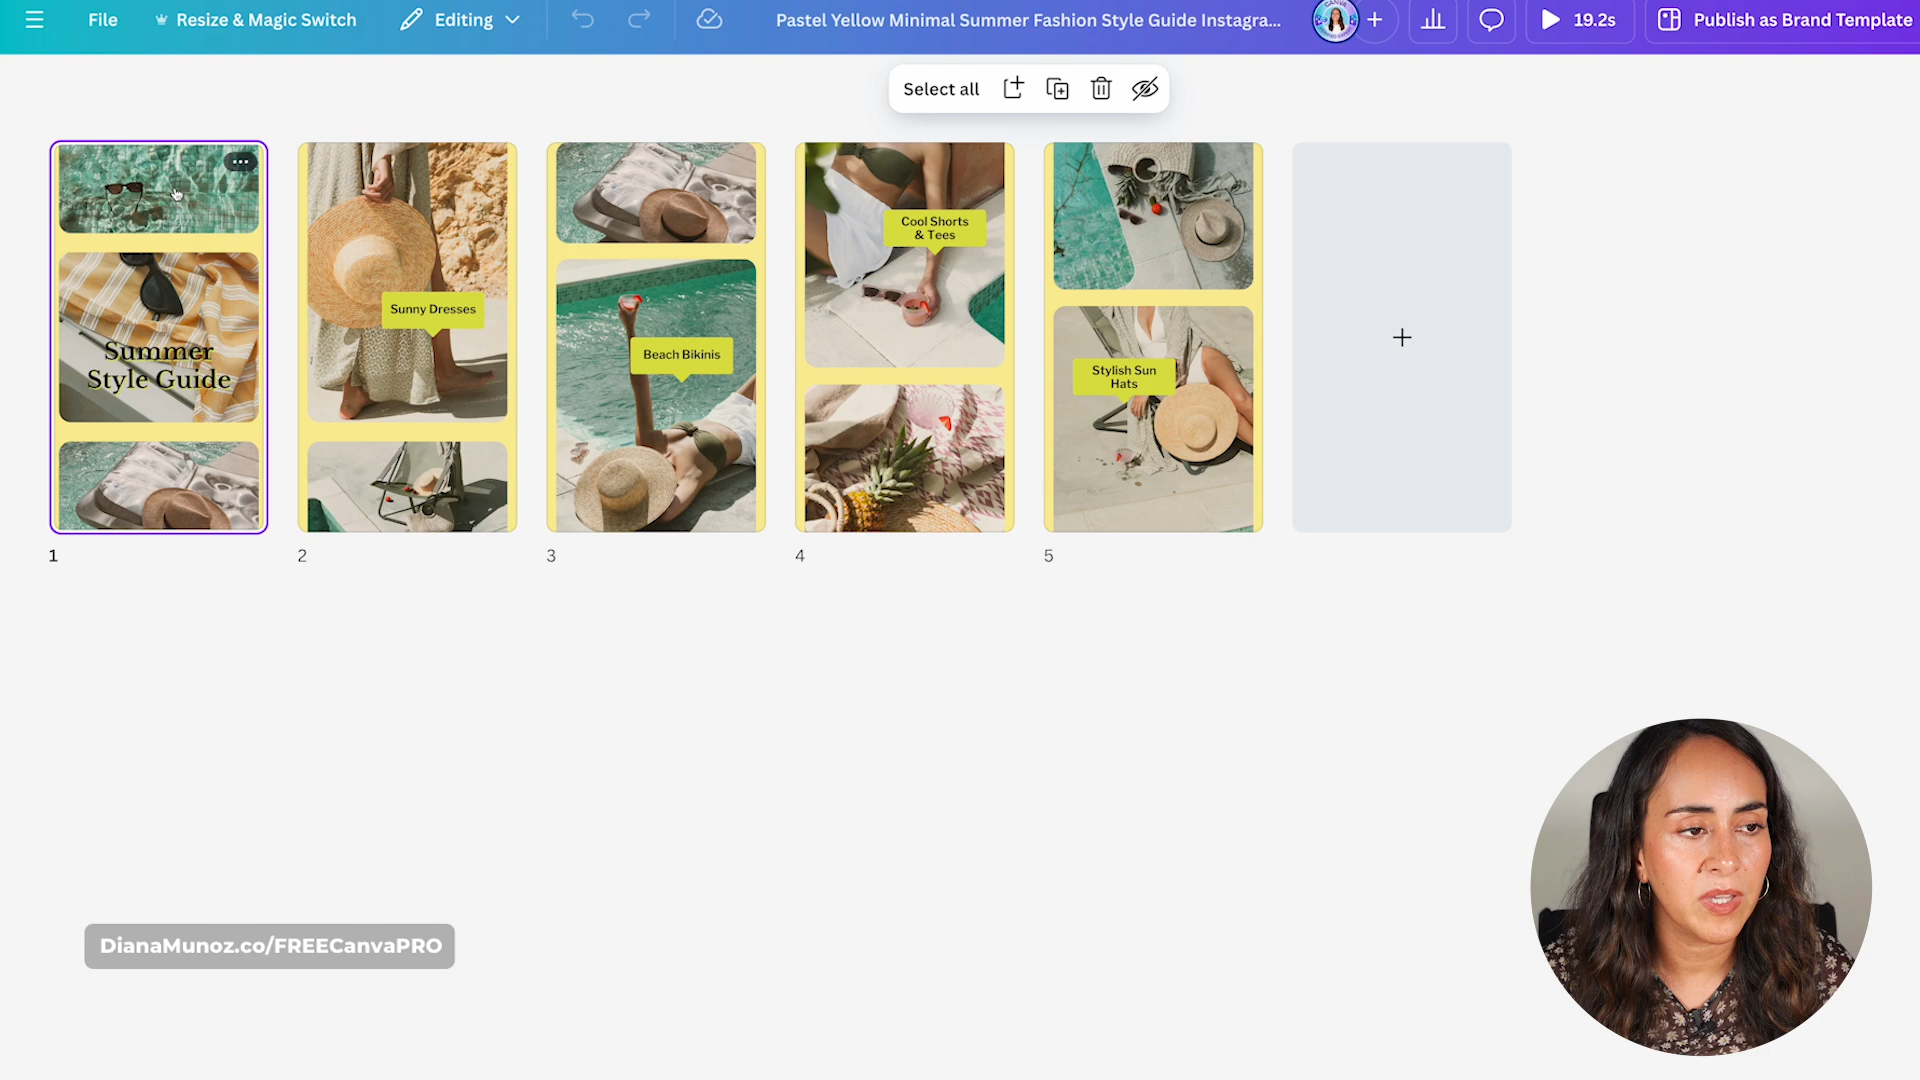 File
Resize & Magic Switch
Editing
Pastel Yellow Minimal Summer Fashion Style Guide Instagra...
19.2s
Publish as Brand Template
Select all
Summer
Style Guide
Sunny Dresses
Beach Bikinis
Cool Shorts
& Tees
Stylish Sun
Hats
1
2
3
4
5
DianaMunoz.co/FREECanvaPRO